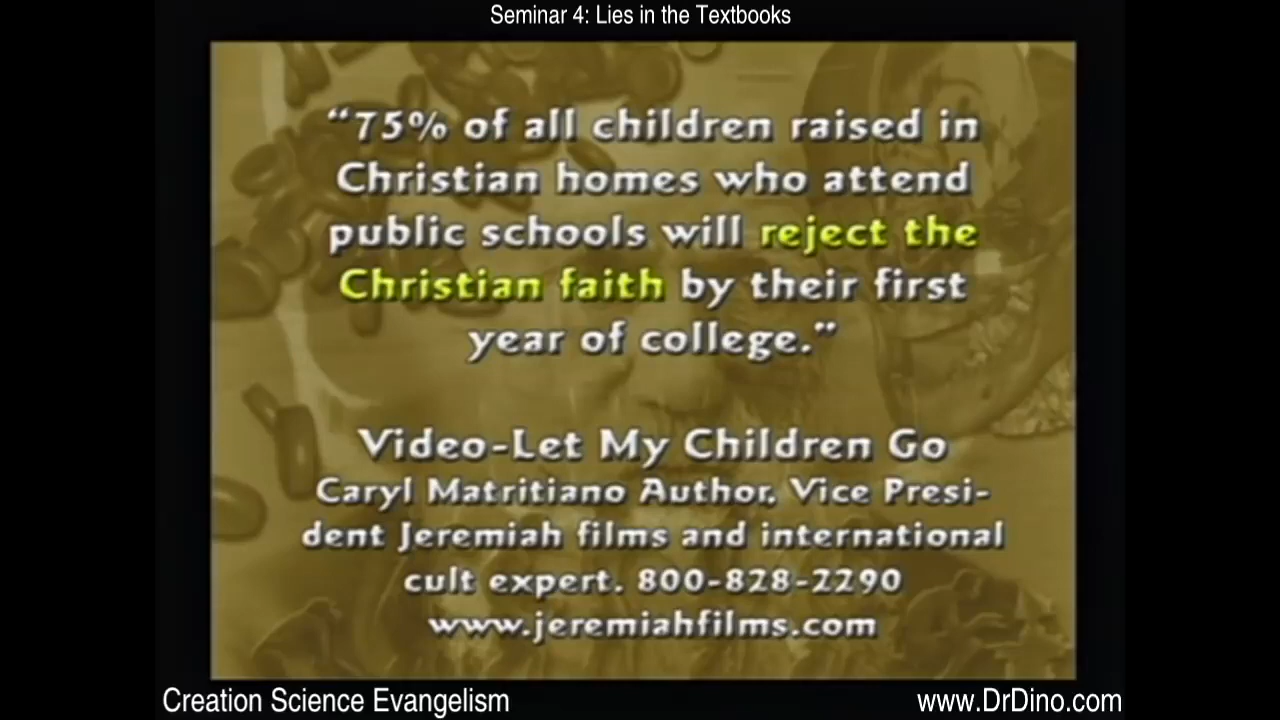 Seminar 4: Lies in the Textbooks
“75% of all children raised in
Christian homes who attend
public schools will reject the
Christian faith by their first
year of college.”
Video-Let My Children Go
Caryl Matritiano Author, Vice Presi-
dent Jeremiah films and international
cult expert. 800-828-2290
www.jeremiahfilms.com
Creation Science Evangelism
www.DrDino.com